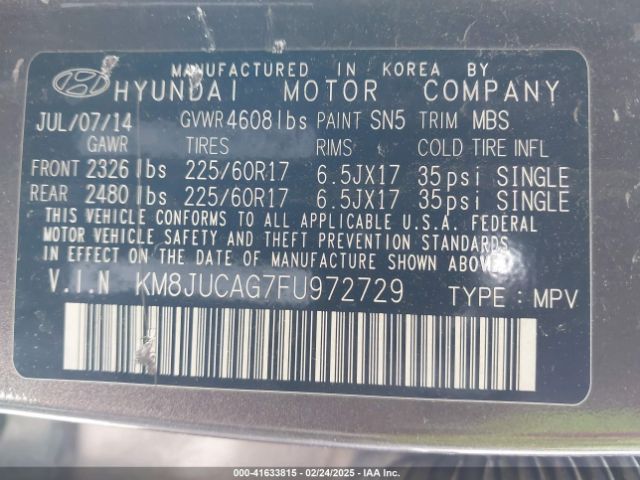 MANUFACTURED IN KOREA BY
HYUNDAI MOTOR COMPANY
JUL/07/14 GVWR 4608 lbs PAINT SN5 TRIM MBS
GAWR TIRES RIMS COLD TIRE INFL
FRONT 2326 lbs 225/60R17 6.5JX17 35psi SINGLE
REAR 2480 lbs 225/60R17 6.5JX17 35psi SINGLE
THIS VEHICLE CONFORMS TO ALL APPLICABLE U.S.A. FEDERAL
MOTOR VEHICLE SAFETY AND THEFT PREVENTION STANDARDS
IN EFFECT ON THE DATE OF MANUFACTURE SHOWN ABOVE.
V.I.N KM8JUCAG7FU972729 TYPE : MPV
000-41633815 - 02/24/2025 - IAA Inc.